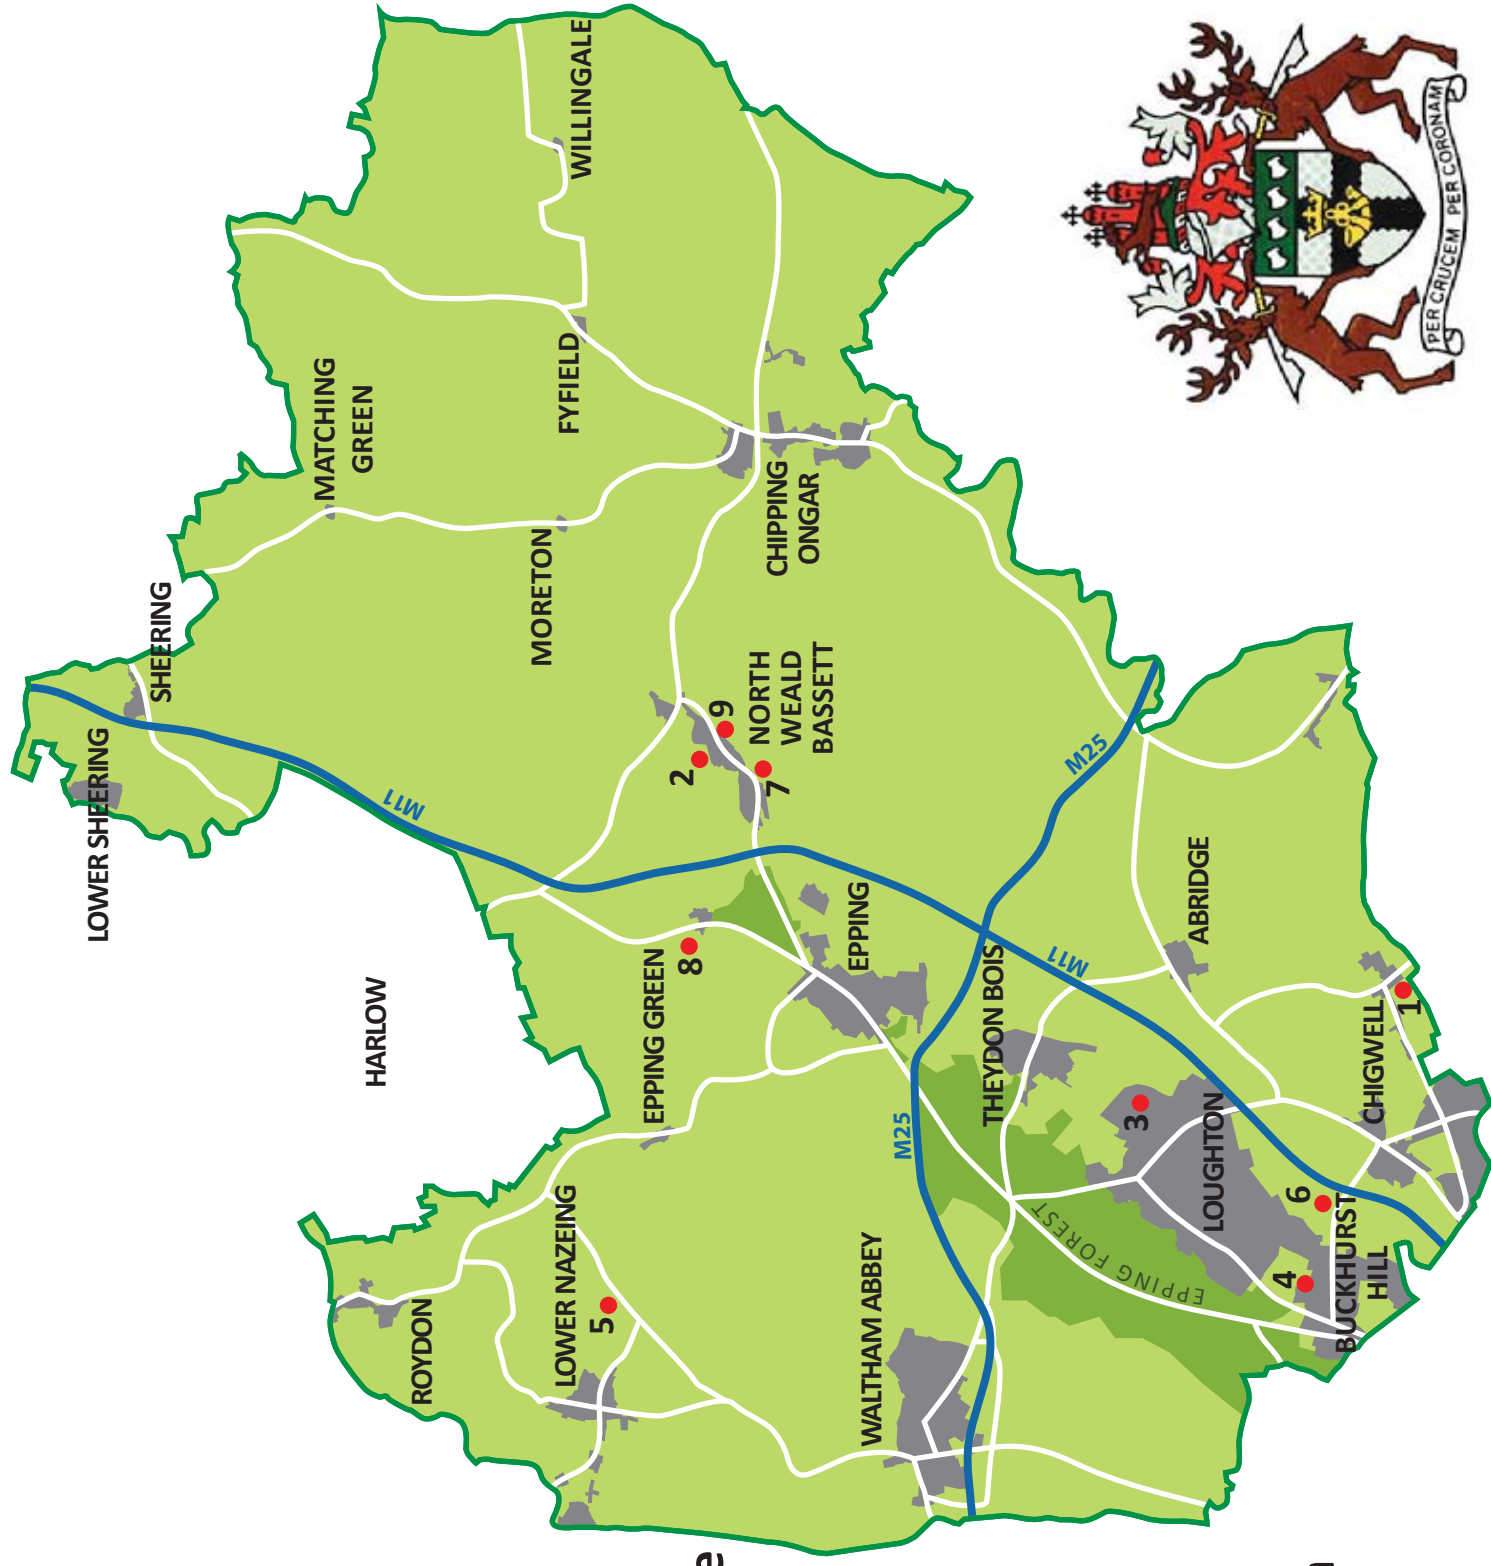 ROYDON
HARLOW
LOWER SHEERING
SHEERING
MATCHING
GREEN
WILLINGALE
FYFIELD
MORETON
M11
LOWER NAZEING
5
EPPING GREEN
8
2
9
7
NORTH
WEALD
BASSETT
CHIPPING
ONGAR
WALTHAM ABBEY
EPPING
M25
THEYDON BOIS
M11
M25
EPPING FOREST
3
LOUGHTON
ABRIDGE
4
6
BUCKHURST
HILL
CHIGWELL
1
PER CRUCEM PER CORONAM
e